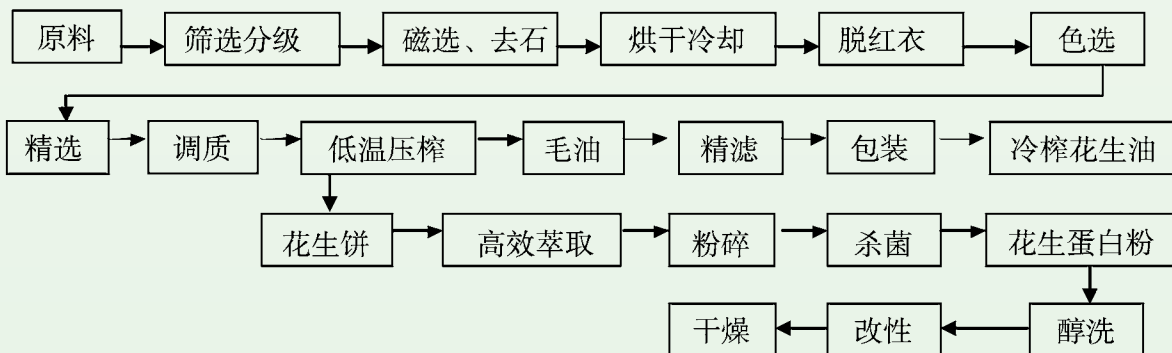 原料 筛选分级 磁选、去石 烘干冷却 脱红衣 色选
精选 调质 低温压榨 毛油 精滤 包装 冷榨花生油
花生饼 高效萃取 粉碎 杀菌 花生蛋白粉
干燥 改性 醇洗